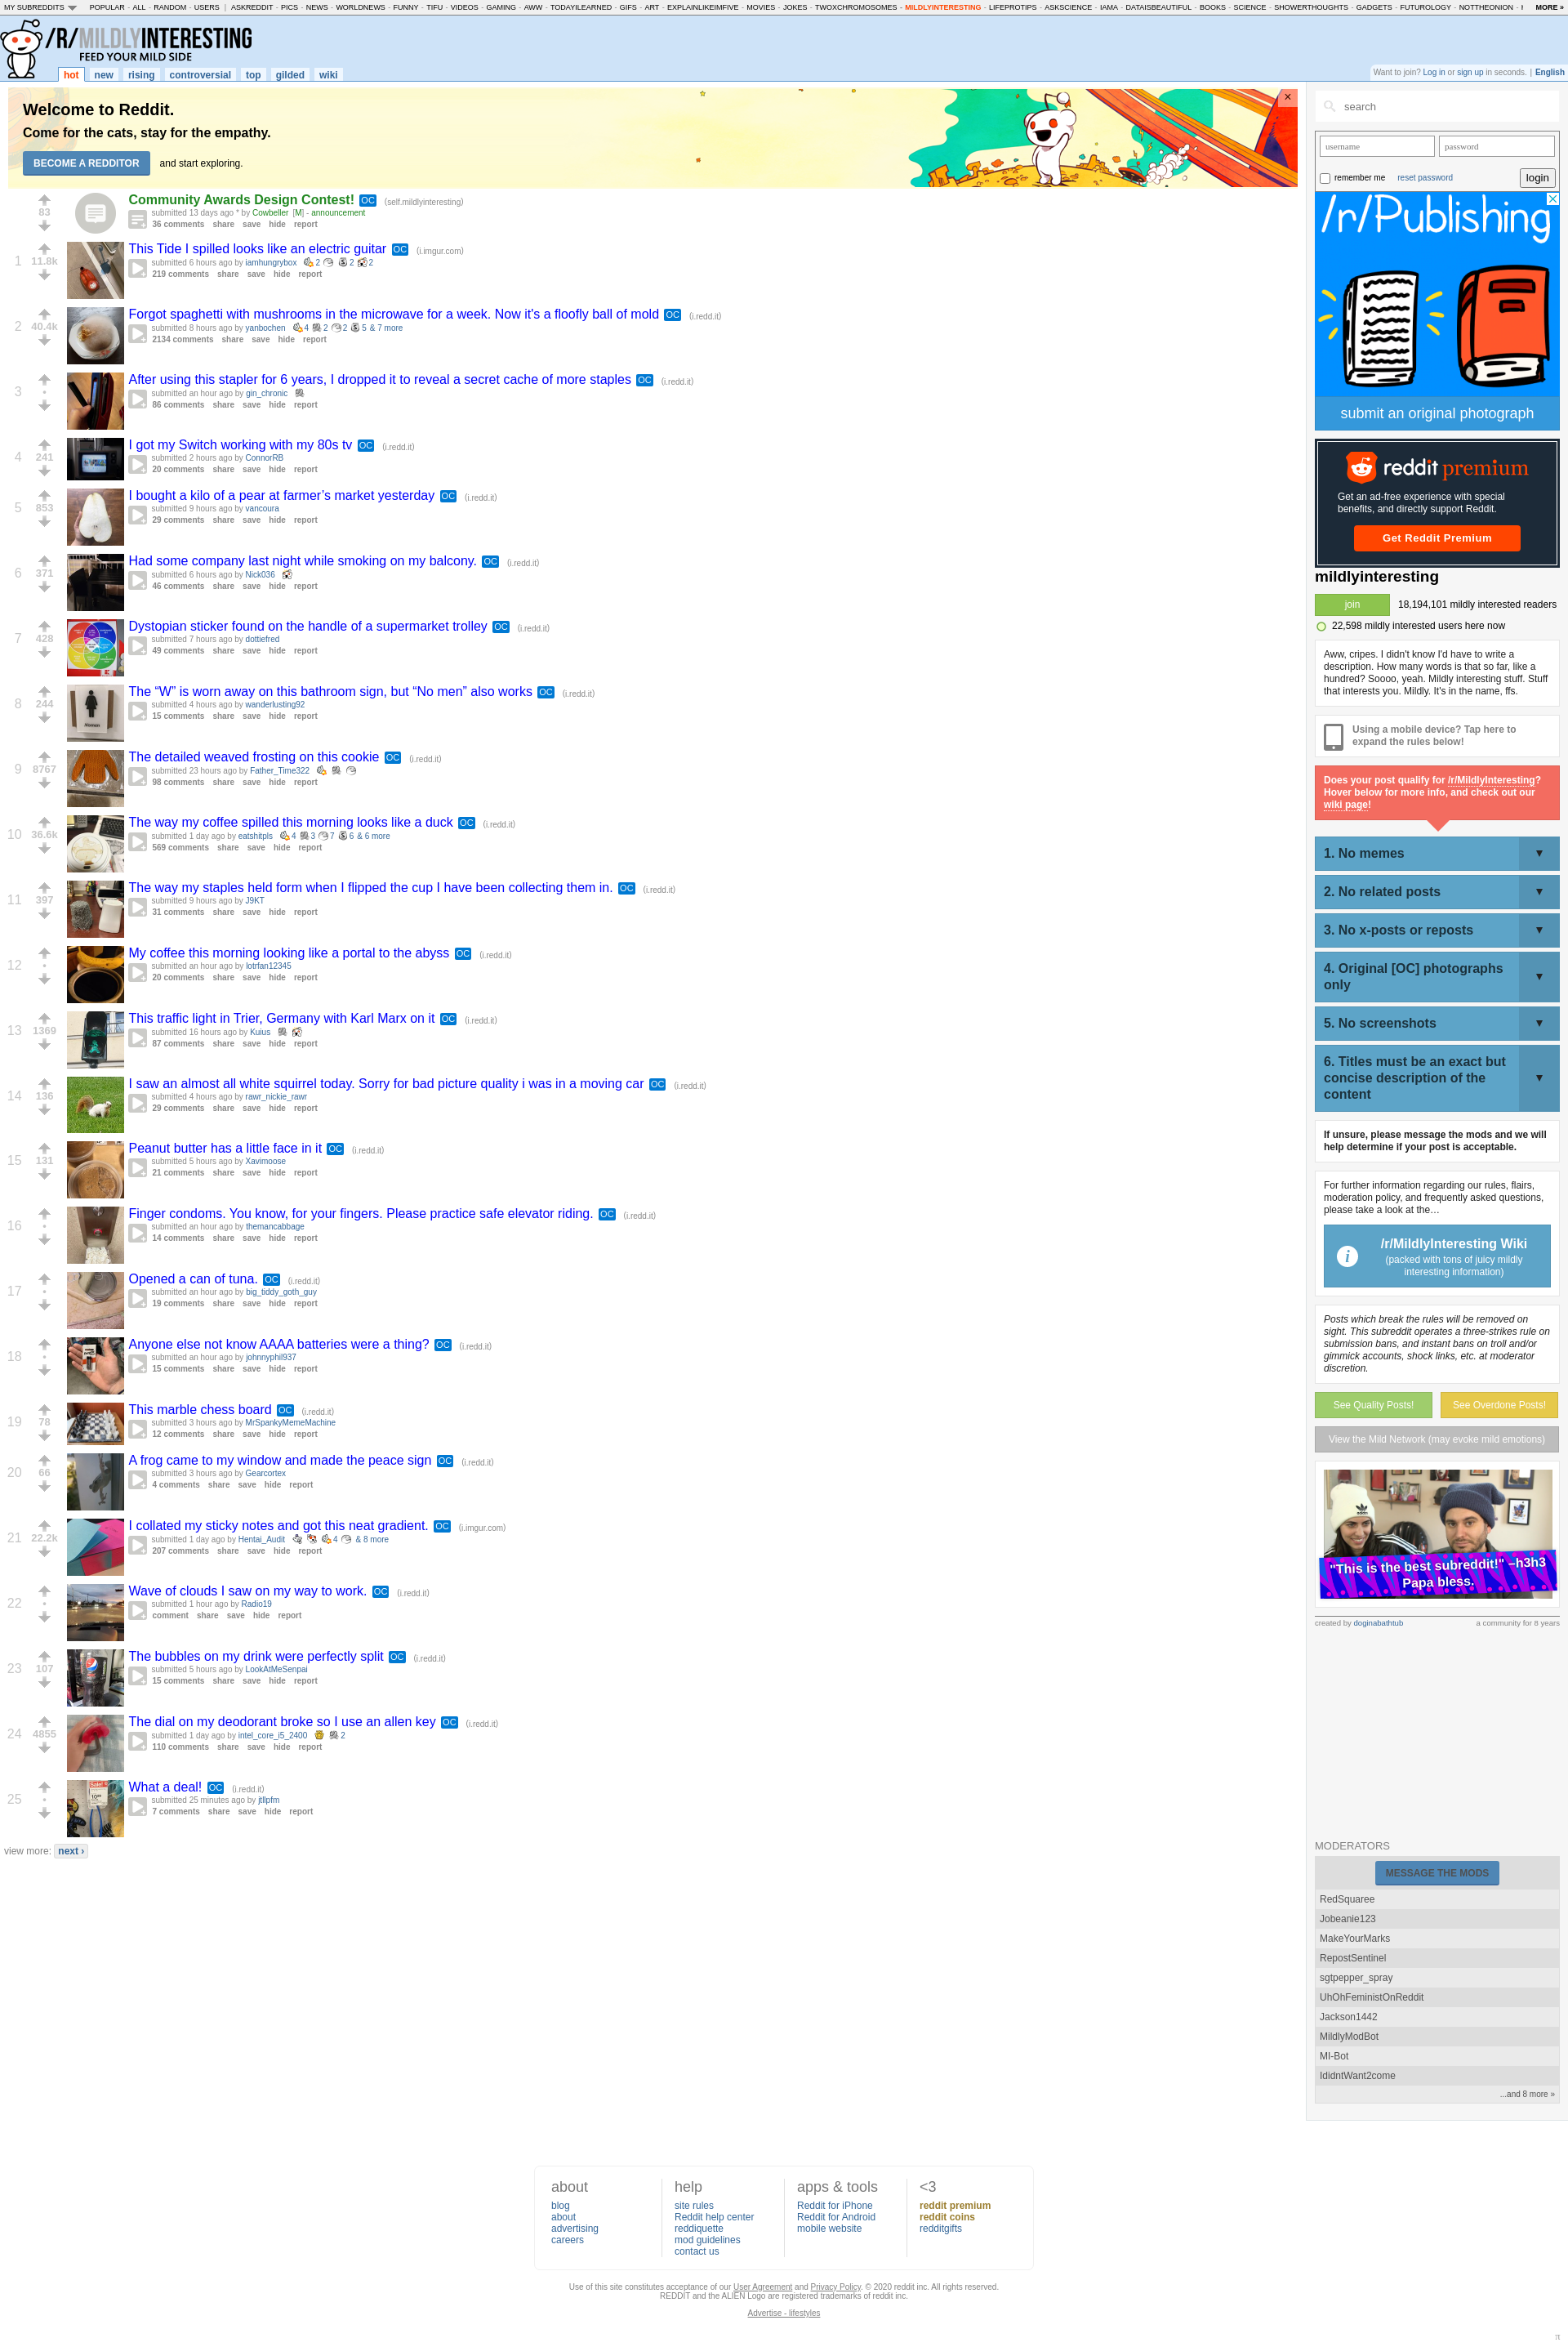 MY SUBREDDITS POPULAR - ALL - RANDOM - USERS | ASKREDDIT - PICS - NEWS - WORLDNEWS - FUNNY - TIFU - VIDEOS - GAMING - AWW - TODAYILEARNED - GIFS - ART - EXPLAINLIKEIMFIVE - MOVIES - JOKES - TWOXCHROMOSOMES - MILDLYINTERESTING - LIFEPROTIPS - ASKSCIENCE - IAMA - DATAISBEAUTIFUL - BOOKS - SCIENCE - SHOWERTHOUGHTS - GADGETS - FUTUROLOGY - NOTTHEONION - MORE »
/R/MILDLYINTERESTING
FEED YOUR MILD SIDE
hot new rising controversial top gilded wiki
Want to join? Log in or sign up in seconds. | English
Welcome to Reddit.
Come for the cats, stay for the empathy.
BECOME A REDDITOR and start exploring.
83
Community Awards Design Contest! OC (self.mildlyinteresting)
submitted 13 days ago * by Cowbeller [M] - announcement
36 comments share save hide report
1 11.8k
This Tide I spilled looks like an electric guitar OC (i.imgur.com)
submitted 6 hours ago by iamhungrybox 2 2 2
219 comments share save hide report
2 40.4k
Forgot spaghetti with mushrooms in the microwave for a week. Now it's a floofly ball of mold OC (i.redd.it)
submitted 8 hours ago by yanbochen 4 2 2 5 & 7 more
2134 comments share save hide report
3 •
After using this stapler for 6 years, I dropped it to reveal a secret cache of more staples OC (i.redd.it)
submitted an hour ago by gin_chronic
86 comments share save hide report
4 241
I got my Switch working with my 80s tv OC (i.redd.it)
submitted 2 hours ago by ConnorRB
20 comments share save hide report
5 853
I bought a kilo of a pear at farmer’s market yesterday OC (i.redd.it)
submitted 9 hours ago by vancoura
29 comments share save hide report
6 371
Had some company last night while smoking on my balcony. OC (i.redd.it)
submitted 6 hours ago by Nick036
46 comments share save hide report
7 428
Dystopian sticker found on the handle of a supermarket trolley OC (i.redd.it)
submitted 7 hours ago by dottiefred
49 comments share save hide report
8 244
The “W” is worn away on this bathroom sign, but “No men” also works OC (i.redd.it)
submitted 4 hours ago by wanderlusting92
15 comments share save hide report
9 8767
The detailed weaved frosting on this cookie OC (i.redd.it)
submitted 23 hours ago by Father_Time322
98 comments share save hide report
10 36.6k
The way my coffee spilled this morning looks like a duck OC (i.redd.it)
submitted 1 day ago by eatshitpls 4 3 7 6 & 6 more
569 comments share save hide report
11 397
The way my staples held form when I flipped the cup I have been collecting them in. OC (i.redd.it)
submitted 9 hours ago by J9KT
31 comments share save hide report
12 •
My coffee this morning looking like a portal to the abyss OC (i.redd.it)
submitted an hour ago by lotrfan12345
20 comments share save hide report
13 1369
This traffic light in Trier, Germany with Karl Marx on it OC (i.redd.it)
submitted 16 hours ago by Kuius
87 comments share save hide report
14 136
I saw an almost all white squirrel today. Sorry for bad picture quality i was in a moving car OC (i.redd.it)
submitted 4 hours ago by rawr_nickie_rawr
29 comments share save hide report
15 131
Peanut butter has a little face in it OC (i.redd.it)
submitted 5 hours ago by Xavimoose
21 comments share save hide report
16 •
Finger condoms. You know, for your fingers. Please practice safe elevator riding. OC (i.redd.it)
submitted an hour ago by themancabbage
14 comments share save hide report
17 •
Opened a can of tuna. OC (i.redd.it)
submitted an hour ago by big_tiddy_goth_guy
19 comments share save hide report
18 •
Anyone else not know AAAA batteries were a thing? OC (i.redd.it)
submitted an hour ago by johnnyphil937
15 comments share save hide report
19 78
This marble chess board OC (i.redd.it)
submitted 3 hours ago by MrSpankyMemeMachine
12 comments share save hide report
20 66
A frog came to my window and made the peace sign OC (i.redd.it)
submitted 3 hours ago by Gearcortex
4 comments share save hide report
21 22.2k
I collated my sticky notes and got this neat gradient. OC (i.imgur.com)
submitted 1 day ago by Hentai_Audit 4 & 8 more
207 comments share save hide report
22 •
Wave of clouds I saw on my way to work. OC (i.redd.it)
submitted 1 hour ago by Radio19
comment share save hide report
23 107
The bubbles on my drink were perfectly split OC (i.redd.it)
submitted 5 hours ago by LookAtMeSenpai
15 comments share save hide report
24 4855
The dial on my deodorant broke so I use an allen key OC (i.redd.it)
submitted 1 day ago by intel_core_i5_2400 2
110 comments share save hide report
25 •
What a deal! OC (i.redd.it)
submitted 25 minutes ago by jtllpfm
7 comments share save hide report
view more: next ›
search
username password
remember me reset password login
/r/Publishing
submit an original photograph
reddit premium
Get an ad-free experience with special
benefits, and directly support Reddit.
Get Reddit Premium
mildlyinteresting
join 18,194,101 mildly interested readers
22,598 mildly interested users here now
Aww, cripes. I didn't know I'd have to write a
description. How many words is that so far, like a
hundred? Soooo, yeah. Mildly interesting stuff. Stuff
that interests you. Mildly. It's in the name, ffs.
Using a mobile device? Tap here to
expand the rules below!
Does your post qualify for /r/MildlyInteresting?
Hover below for more info, and check out our
wiki page!
1. No memes ▼
2. No related posts ▼
3. No x-posts or reposts ▼
4. Original [OC] photographs
only ▼
5. No screenshots ▼
6. Titles must be an exact but
concise description of the ▼
content
If unsure, please message the mods and we will
help determine if your post is acceptable.
For further information regarding our rules, flairs,
moderation policy, and frequently asked questions,
please take a look at the…
/r/MildlyInteresting Wiki
(packed with tons of juicy mildly
interesting information)
Posts which break the rules will be removed on
sight. This subreddit operates a three-strikes rule on
submission bans, and instant bans on troll and/or
gimmick accounts, shock links, etc. at moderator
discretion.
See Quality Posts! See Overdone Posts!
View the Mild Network (may evoke mild emotions)
"This is the best subreddit!" –h3h3
Papa bless.
created by doginabathtub a community for 8 years
MODERATORS
MESSAGE THE MODS
RedSquaree
Jobeanie123
MakeYourMarks
RepostSentinel
sgtpepper_spray
UhOhFeministOnReddit
Jackson1442
MildlyModBot
MI-Bot
IdidntWant2come
...and 8 more »
about
blog
about
advertising
careers
help
site rules
Reddit help center
reddiquette
mod guidelines
contact us
apps & tools
Reddit for iPhone
Reddit for Android
mobile website
<3
reddit premium
reddit coins
redditgifts
Use of this site constitutes acceptance of our User Agreement and Privacy Policy. © 2020 reddit inc. All rights reserved.
REDDIT and the ALIEN Logo are registered trademarks of reddit inc.
Advertise - lifestyles
π